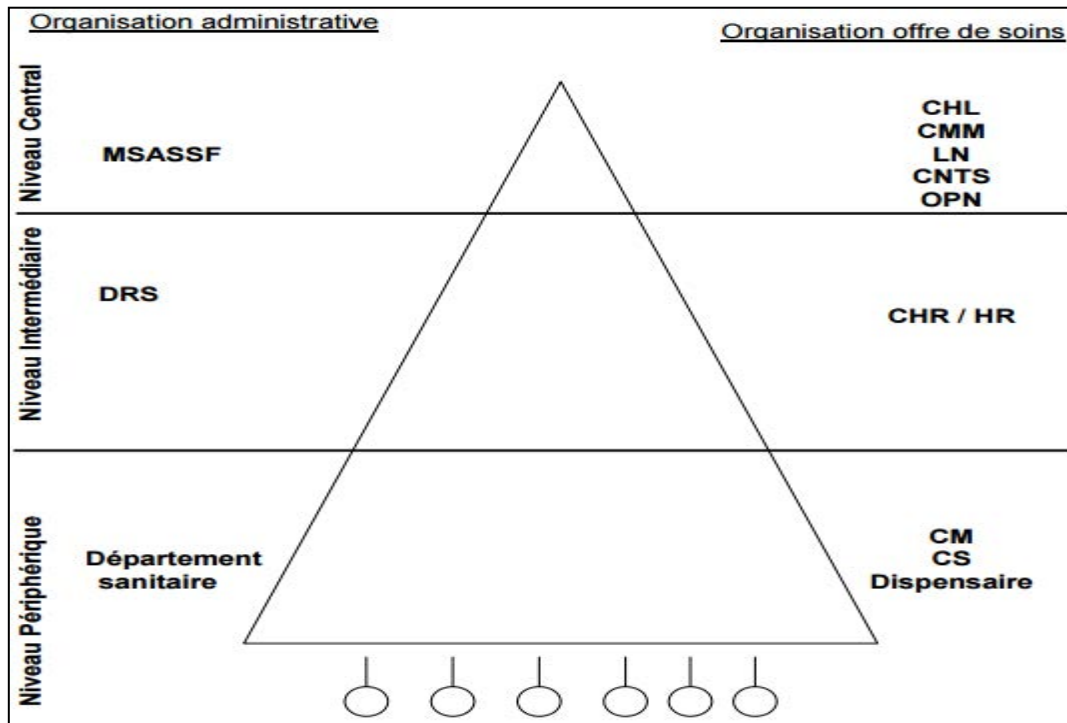 Organisation administrative
Organisation offre de soins
Niveau Central
MSASSF
CHL
CMM
LN
CNTS
OPN
Niveau Intermédiaire
DRS
CHR / HR
Niveau Périphérique
Département
sanitaire
CM
CS
Dispensaire